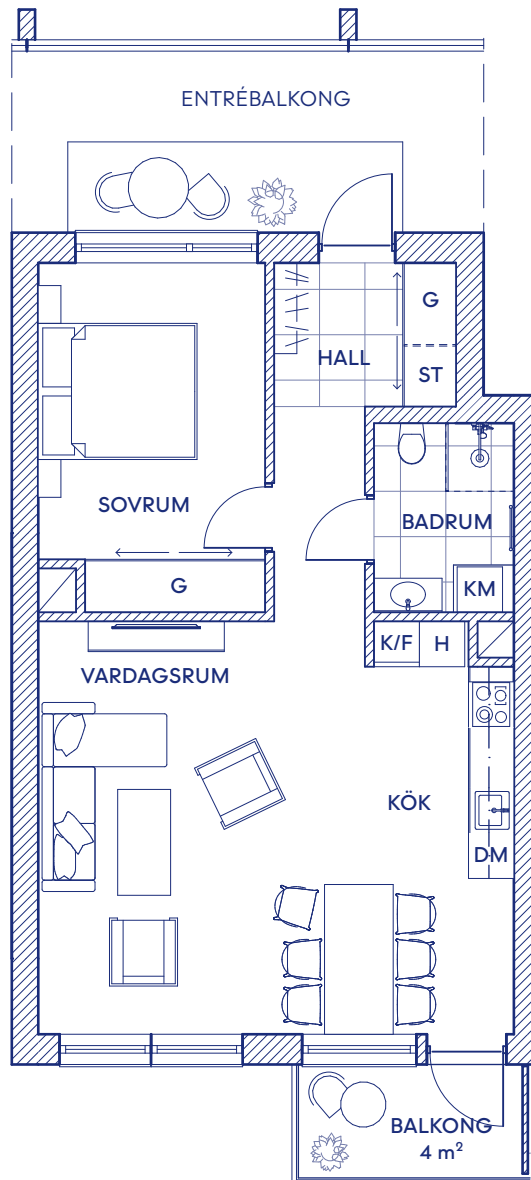 ENTRÉBALKONG
G
HALL
ST
SOVRUM
BADRUM
G
KM
K/F
H
VARDAGSRUM
KÖK
DM
BALKONG
4 m²